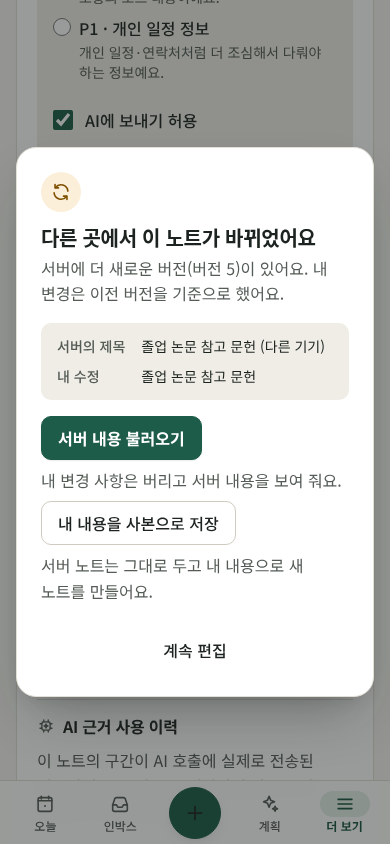 P1 · 개인 일정 정보
개인 일정·연락처처럼 더 조심해서 다뤄야
하는 정보예요.
AI에 보내기 허용
다른 곳에서 이 노트가 바뀌었어요
서버에 더 새로운 버전(버전 5)이 있어요. 내
변경은 이전 버전을 기준으로 했어요.
서버의 제목 졸업 논문 참고 문헌 (다른 기기)
내 수정 졸업 논문 참고 문헌
서버 내용 불러오기
내 변경 사항은 버리고 서버 내용을 보여 줘요.
내 내용을 사본으로 저장
서버 노트는 그대로 두고 내 내용으로 새
노트를 만들어요.
계속 편집
AI 근거 사용 이력
이 노트의 구간이 AI 호출에 실제로 전송된
오늘 인박스 계획 더 보기